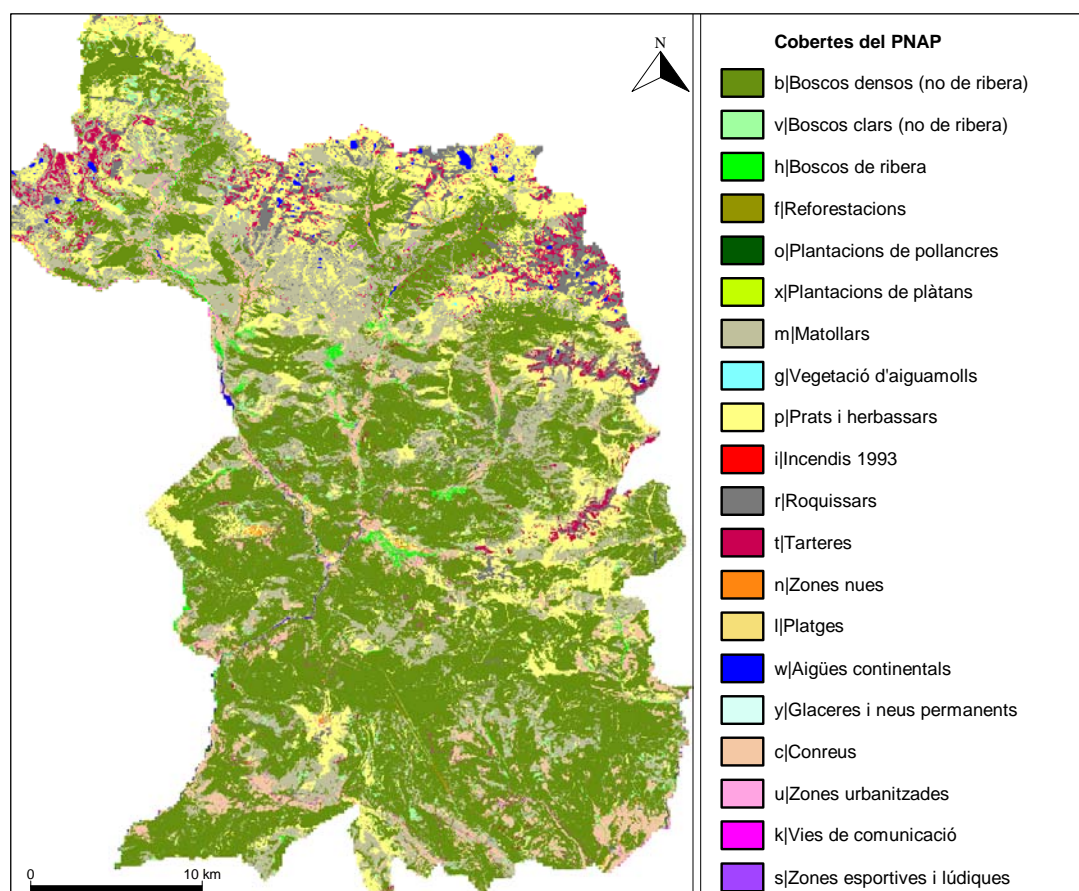 N
0
10 km
Cobertes del PNAP
b|Boscos densos (no de ribera)
v|Boscos clars (no de ribera)
h|Boscos de ribera
f|Reforestacions
o|Plantacions de pollancres
x|Plantacions de plàtans
m|Matollars
g|Vegetació d'aiguamolls
p|Prats i herbassars
i|Incendis 1993
r|Roquissars
t|Tarteres
n|Zones nues
l|Platges
w|Aigües continentals
y|Glaceres i neus permanents
c|Conreus
u|Zones urbanitzades
k|Vies de comunicació
s|Zones esportives i lúdiques